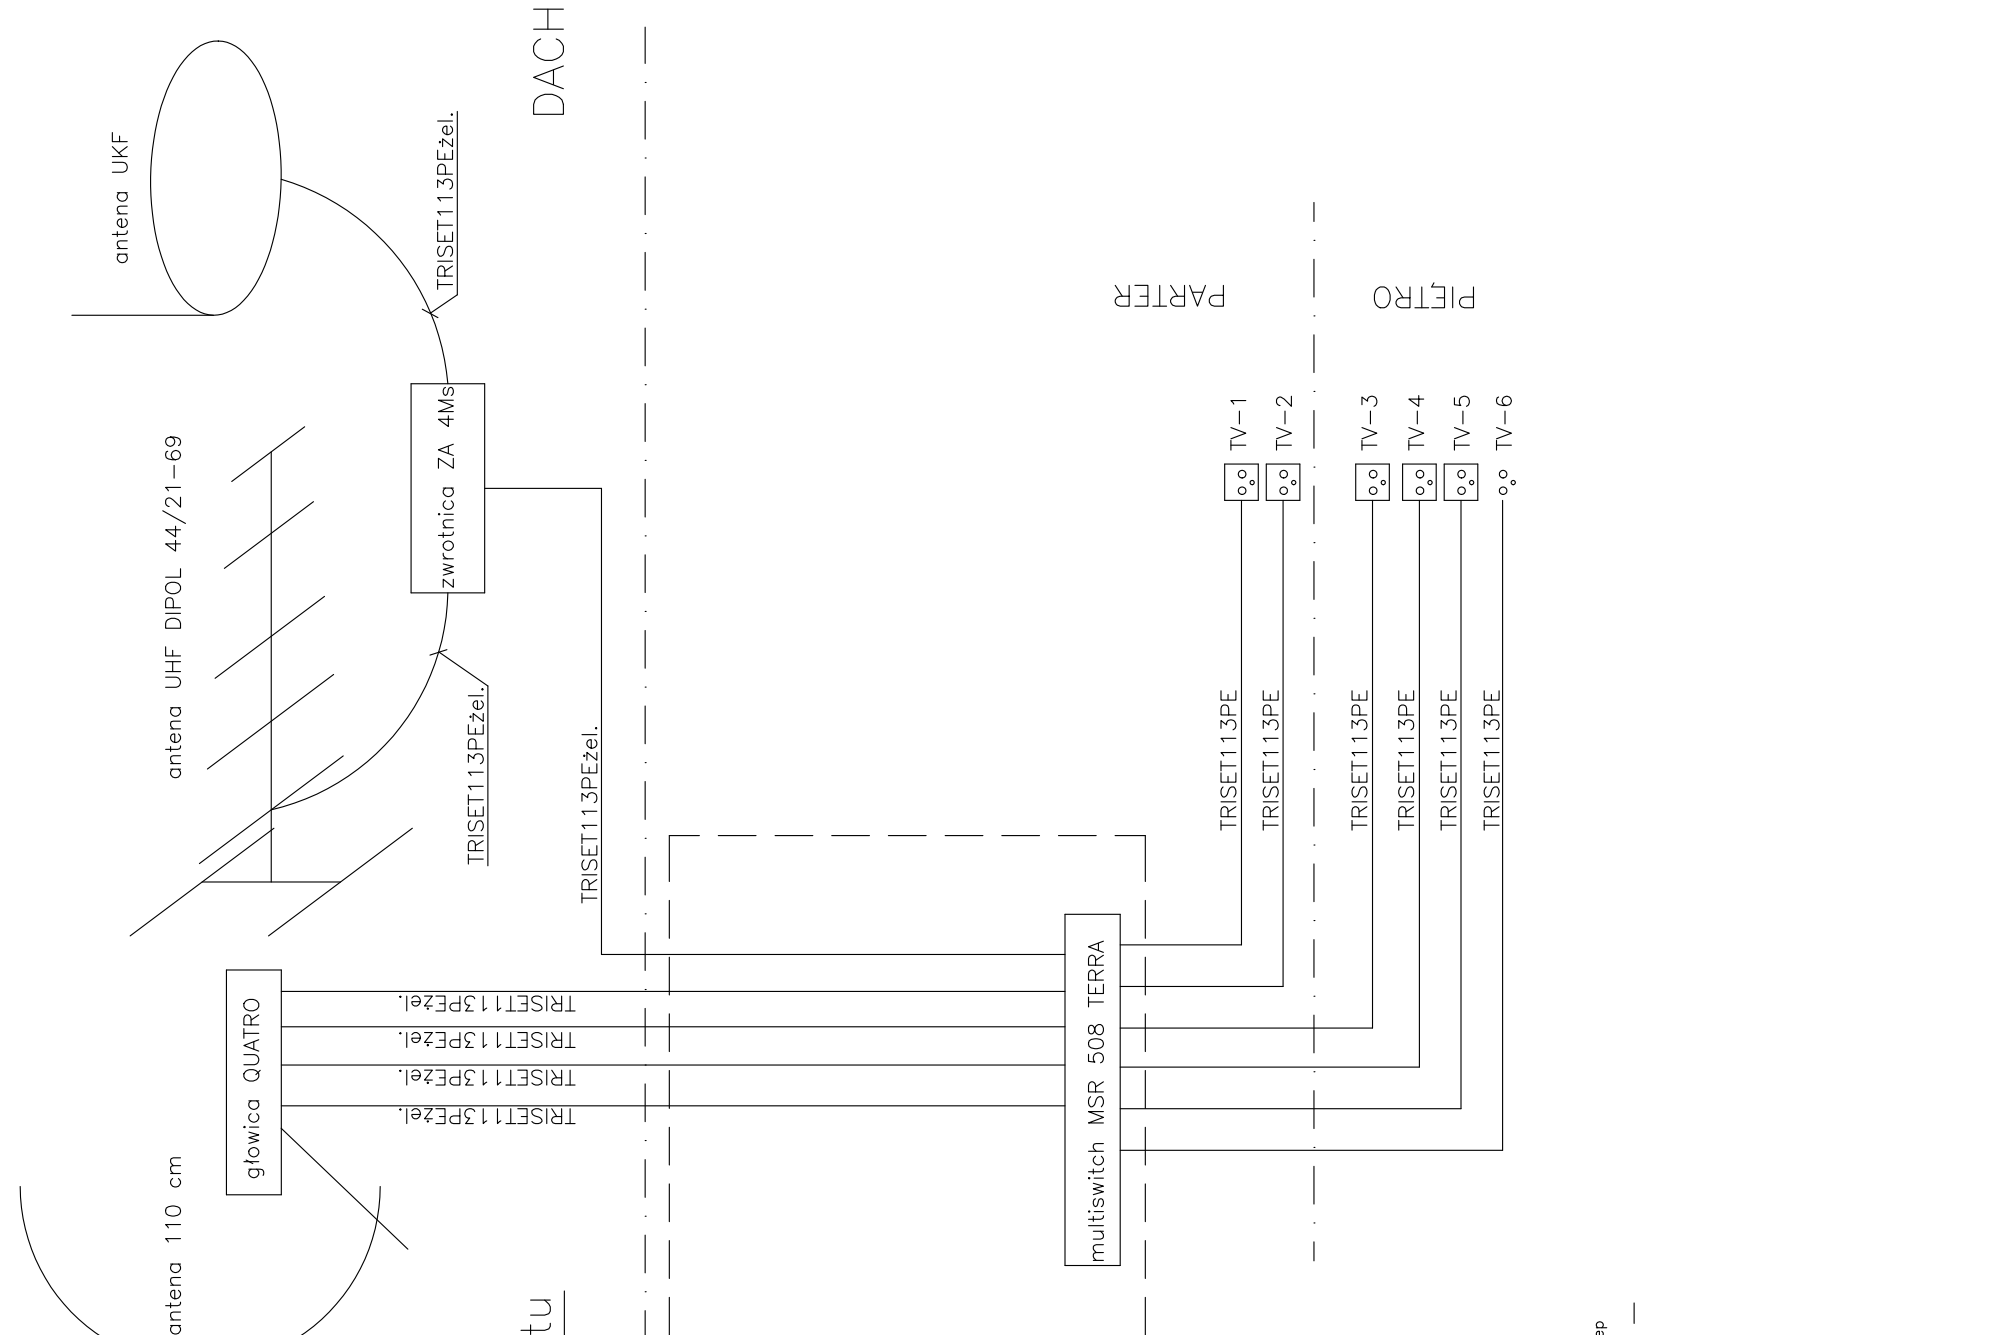 DACH
antena UKF
TRISET113PEżel.
antena UHF DIPOL 44/21-69
zwrotnica ZA 4Ms
TRISET113PEżel.
TRISET113PEżel.
PARTER
PIĘTRO
TV-1
TV-2
TV-3
TV-4
TV-5
TV-6
TRISET113PE
TRISET113PE
TRISET113PE
TRISET113PE
TRISET113PE
TRISET113PE
głowica QUATRO
TRISET113PEżel.
TRISET113PEżel.
TRISET113PEżel.
TRISET113PEżel.
multiswitch MSR 508 TERRA
antena 110 cm
tu
ep